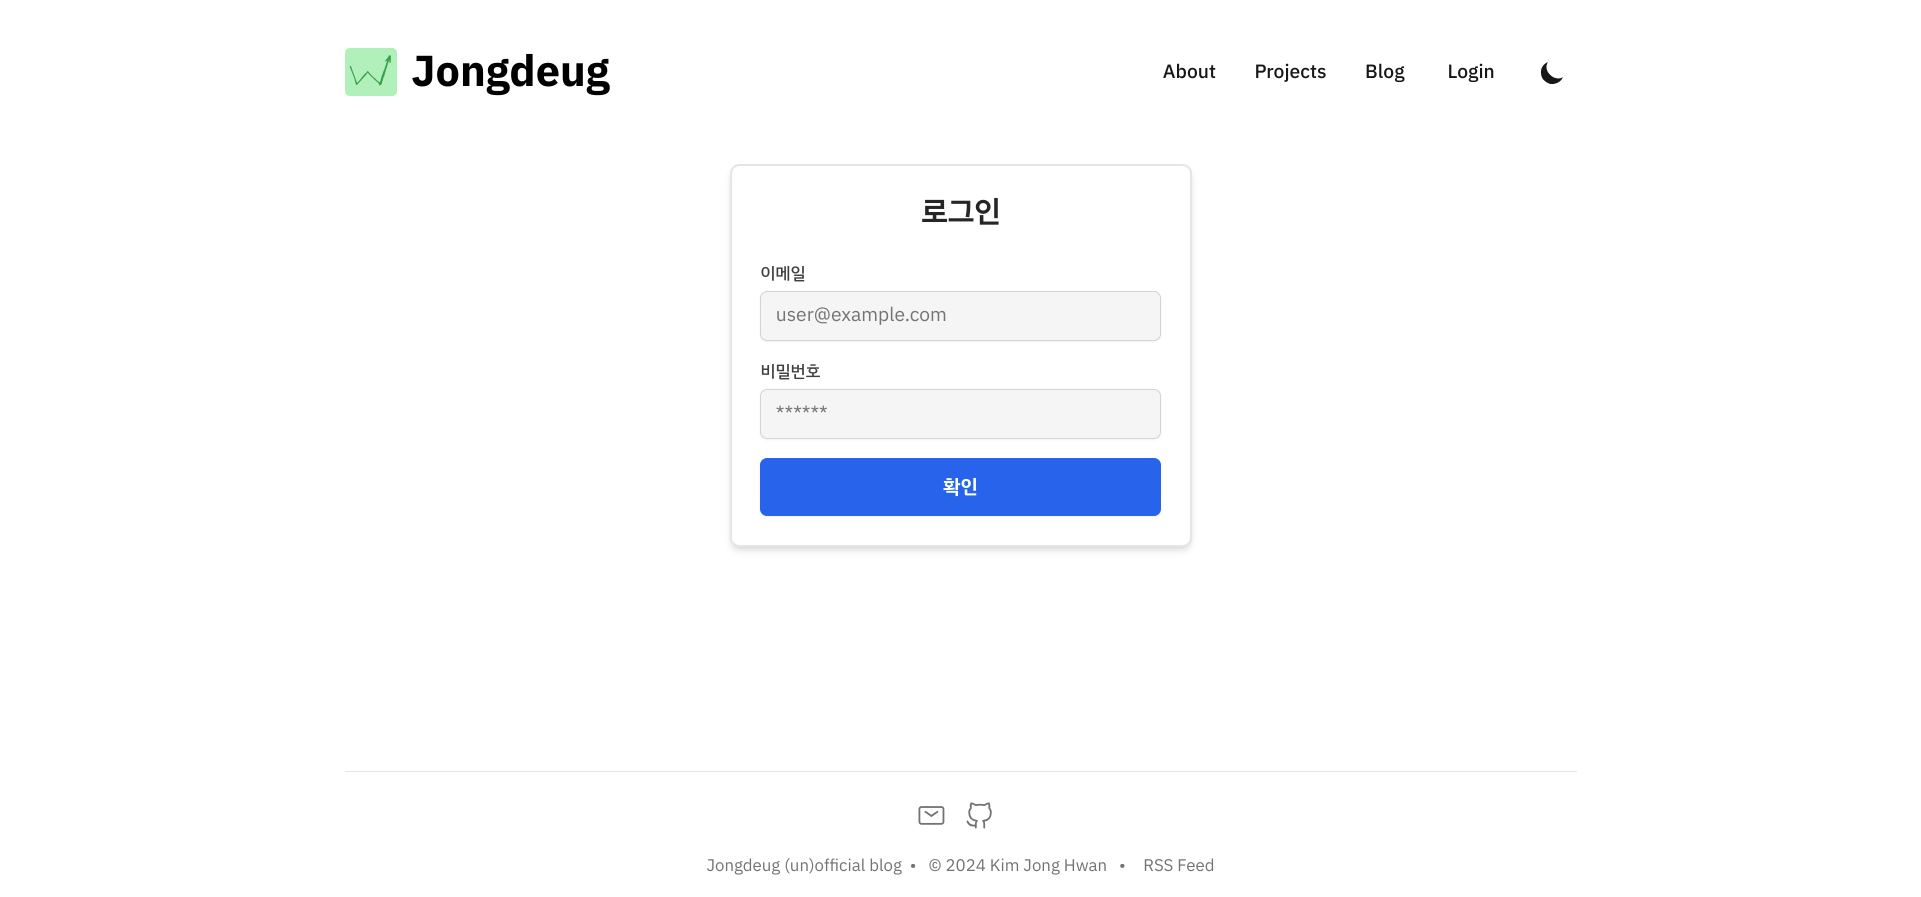 Jongdeug
About Projects Blog Login
로그인
이메일
user@example.com
비밀번호
******
확인
Jongdeug (un)official blog • © 2024 Kim Jong Hwan • RSS Feed